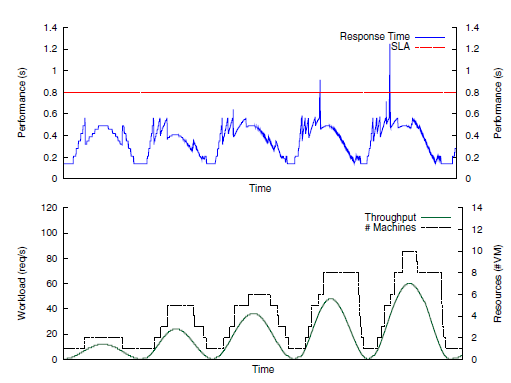 1.4 1.4
Response Time
1.2 SLA 1.2
1 1
0.8 0.8
0.6 0.6
0.4 0.4
0.2 0.2
0 0
Performance (s)
Performance (s)
Time
120 14
Throughput
# Machines
100 12
80 10
60 8
40 6
20 4
0 2
0
Workload (req/s)
Resources (#VM)
Time